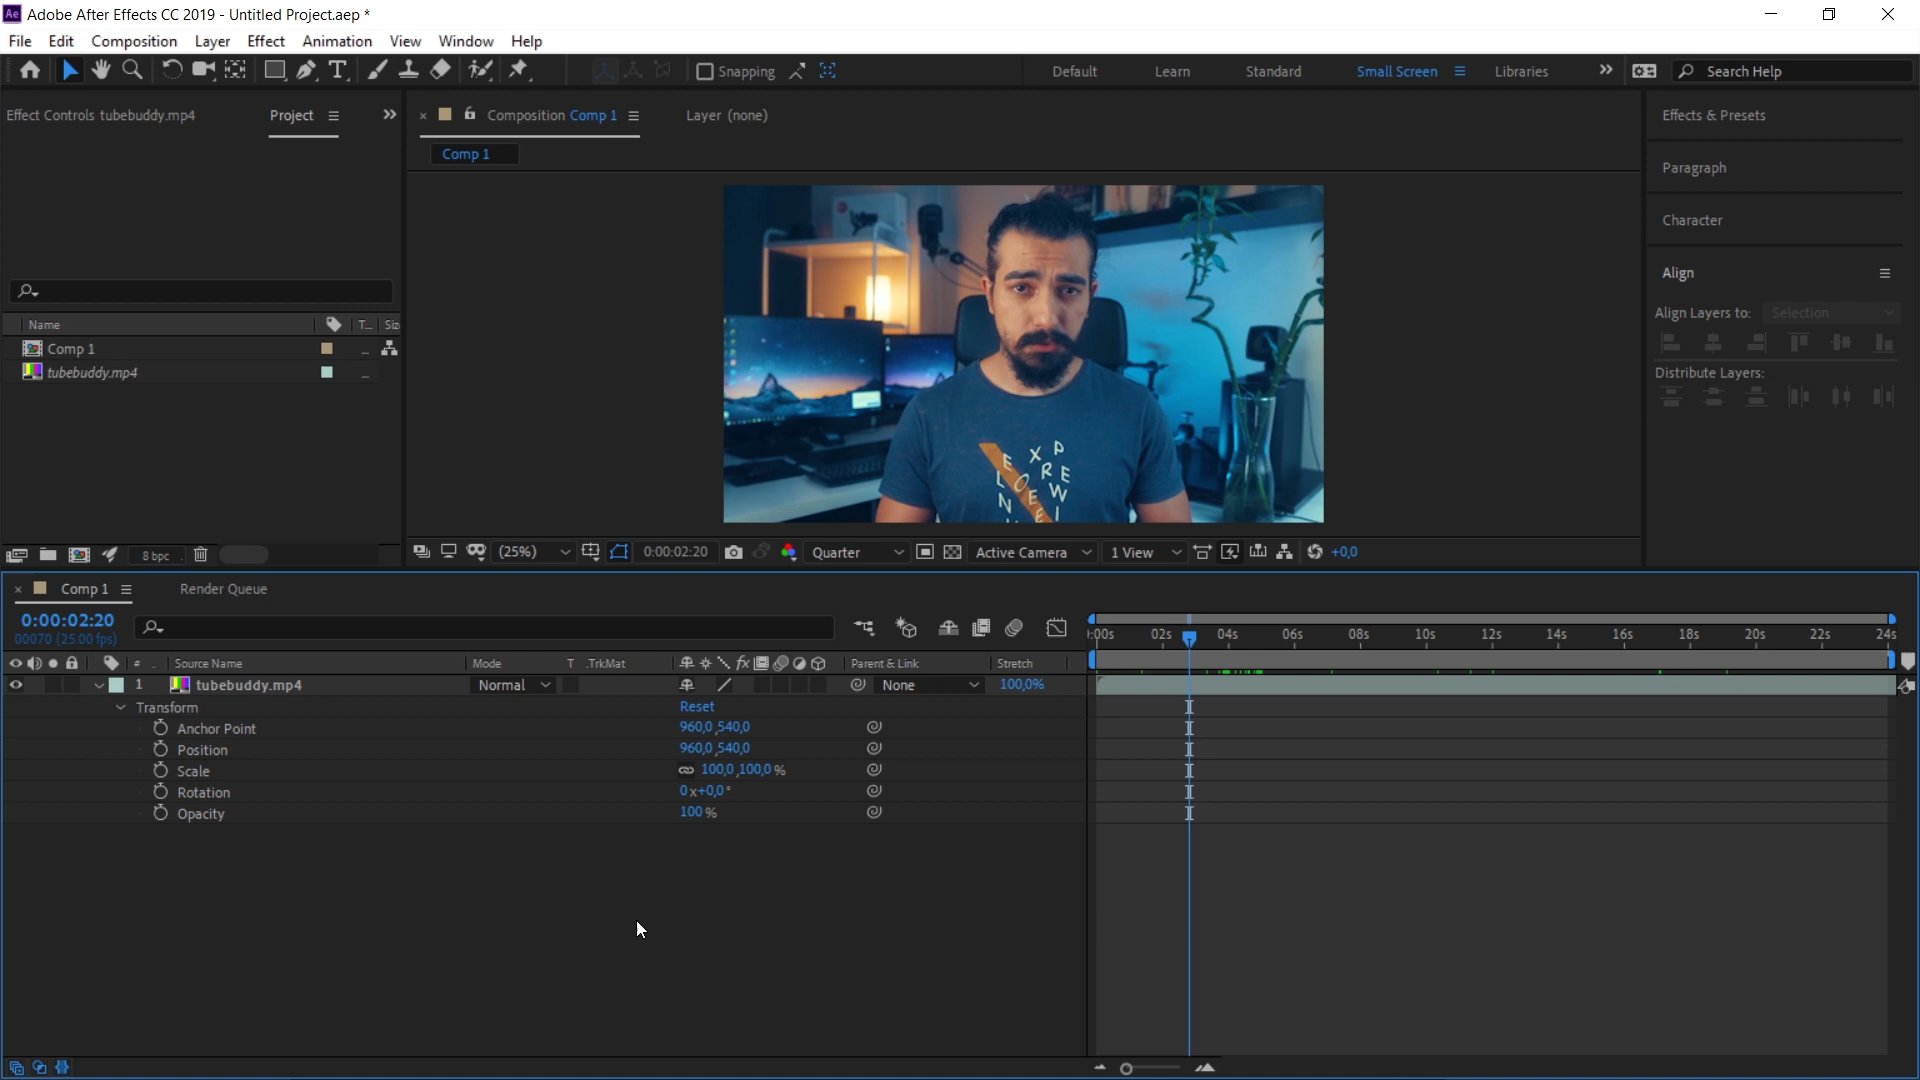 Ae Adobe After Effects CC 2019 - Untitled Project.aep *
File Edit Composition Layer Effect Animation View Window Help
Snapping Default Learn Standard Small Screen Libraries Search Help
Effect Controls tubebuddy.mp4 Project
Composition Comp 1 Layer (none)
Comp 1
Effects & Presets
Paragraph
Character
Align
Align Layers to: Selection
Distribute Layers:
Name T... Siz
Comp 1
tubebuddy.mp4
8 bpc
(25%) 0:00:02:20 Quarter Active Camera 1 View +0,0
Comp 1 Render Queue
0:00:02:20
00070 (25.00 fps)
:00s 02s 04s 06s 08s 10s 12s 14s 16s 18s 20s 22s 24s
# Source Name Mode T .TrkMat Parent & Link Stretch
1 tubebuddy.mp4 Normal None 100,0%
Transform Reset
Anchor Point 960,0,540,0
Position 960,0,540,0
Scale 100,0,100,0 %
Rotation 0x+0,0°
Opacity 100 %